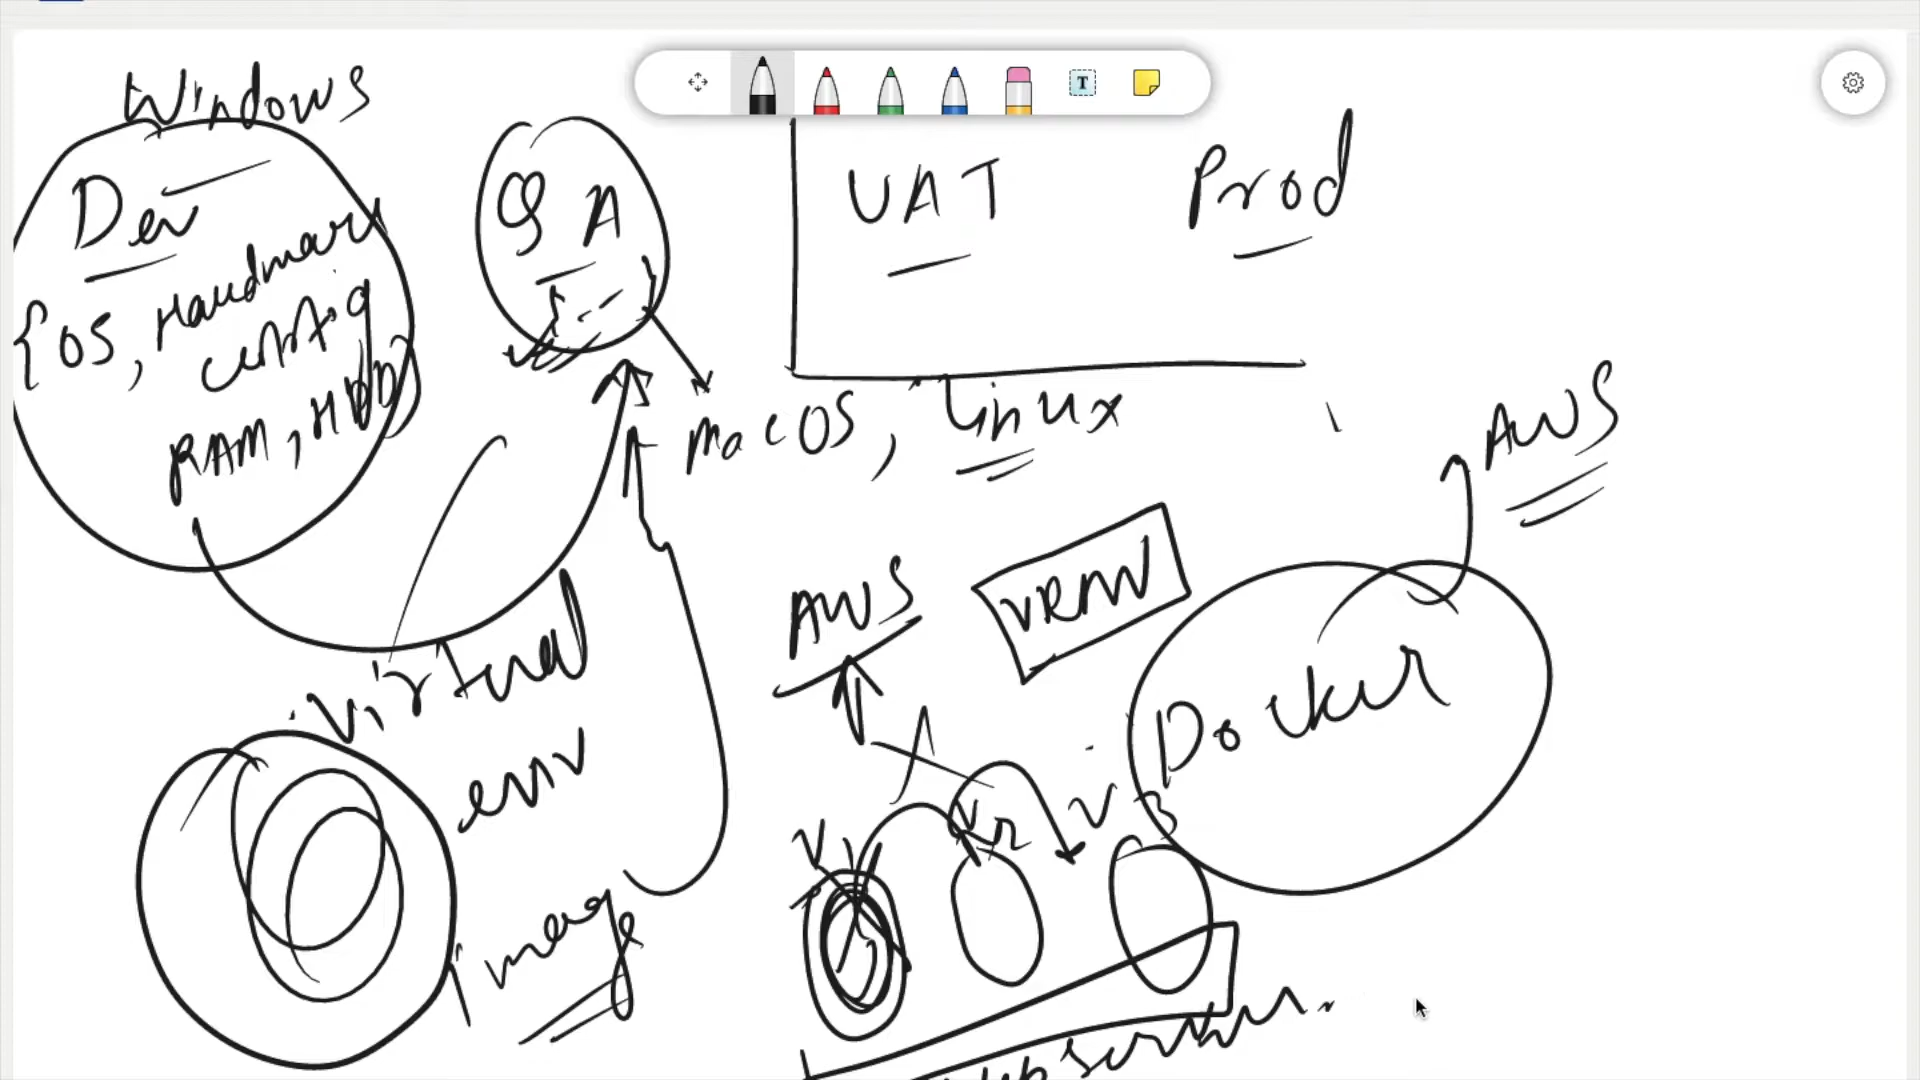 Windows
Dev
{OS, Hardware
config
RAM, HDD}
QA
UAT
Prod
MacOS, Linux
AWS
T
virtual
env
image
AWS
Docker
V1
V2
V3